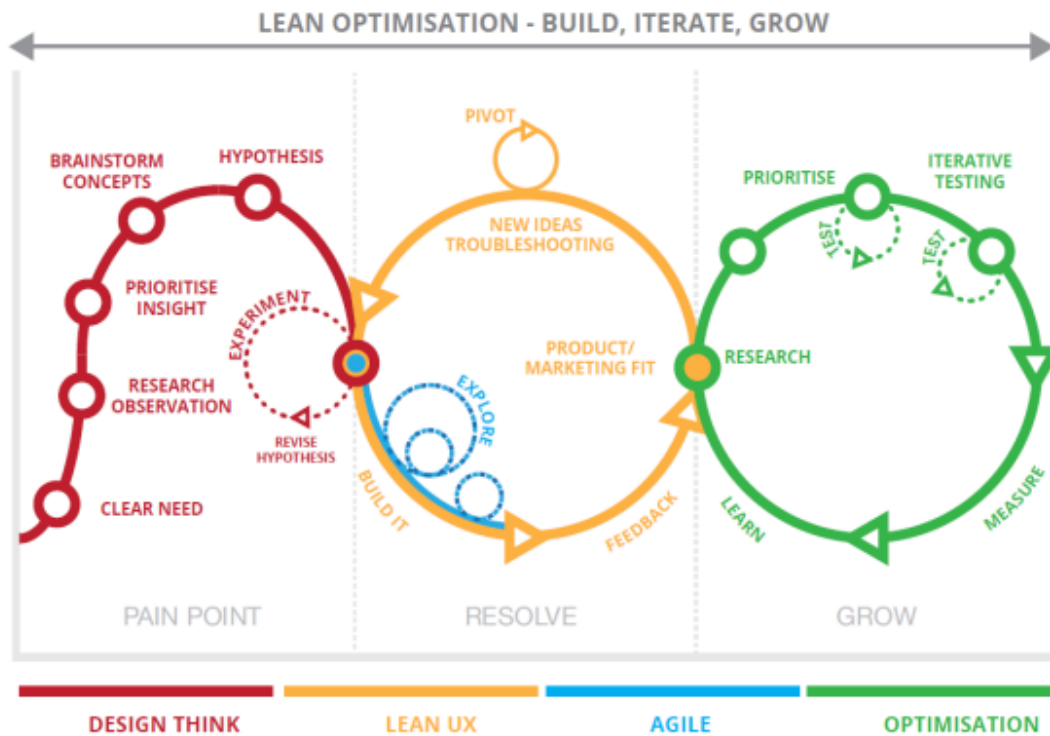 LEAN OPTIMISATION - BUILD, ITERATE, GROW
BRAINSTORM
CONCEPTS
HYPOTHESIS
PRIORITISE
INSIGHT
RESEARCH
OBSERVATION
CLEAR NEED
EXPERIMENT
REVISE
HYPOTHESIS
PIVOT
NEW IDEAS
TROUBLESHOOTING
PRODUCT/
MARKETING FIT
EXPLORE
BUILD IT
FEEDBACK
PRIORITISE
ITERATIVE
TESTING
TEST
TEST
RESEARCH
LEARN
MEASURE
PAIN POINT
RESOLVE
GROW
DESIGN THINK
LEAN UX
AGILE
OPTIMISATION